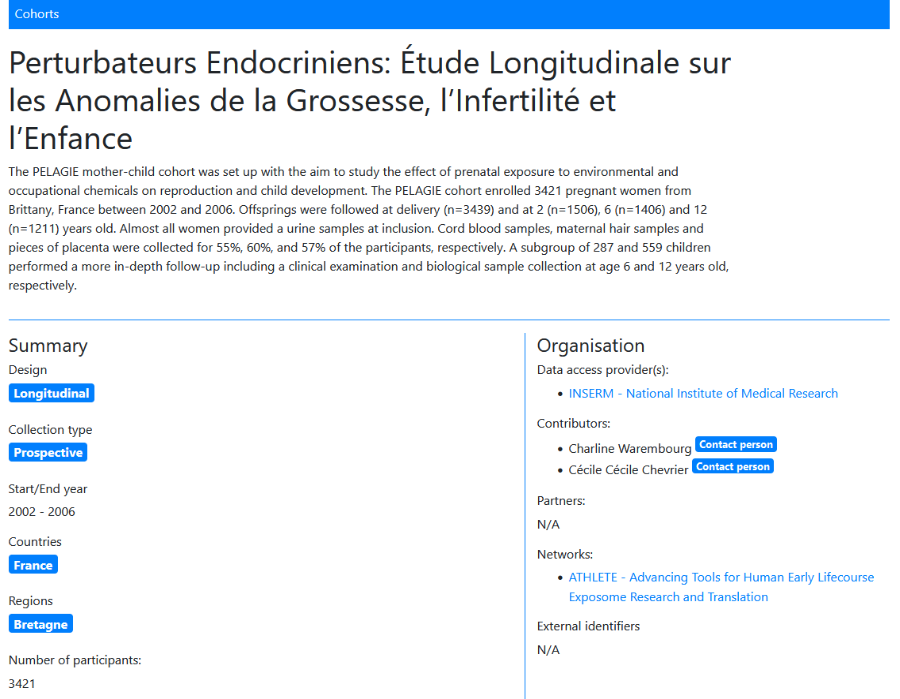 Cohorts
Perturbateurs Endocriniens: Étude Longitudinale sur
les Anomalies de la Grossesse, l’Infertilité et
l’Enfance
The PELAGIE mother-child cohort was set up with the aim to study the effect of prenatal exposure to environmental and
occupational chemicals on reproduction and child development. The PELAGIE cohort enrolled 3421 pregnant women from
Brittany, France between 2002 and 2006. Offsprings were followed at delivery (n=3439) and at 2 (n=1506), 6 (n=1406) and 12
(n=1211) years old. Almost all women provided a urine samples at inclusion. Cord blood samples, maternal hair samples and
pieces of placenta were collected for 55%, 60%, and 57% of the participants, respectively. A subgroup of 287 and 559 children
performed a more in-depth follow-up including a clinical examination and biological sample collection at age 6 and 12 years old,
respectively.
Summary
Design
Longitudinal
Collection type
Prospective
Start/End year
2002 - 2006
Countries
France
Regions
Bretagne
Number of participants:
3421
Organisation
Data access provider(s):
• INSERM - National Institute of Medical Research
Contributors:
• Charline Warembourg Contact person
• Cécile Cécile Chevrier Contact person
Partners:
N/A
Networks:
• ATHLETE - Advancing Tools for Human Early Lifecourse
Exposome Research and Translation
External identifiers
N/A